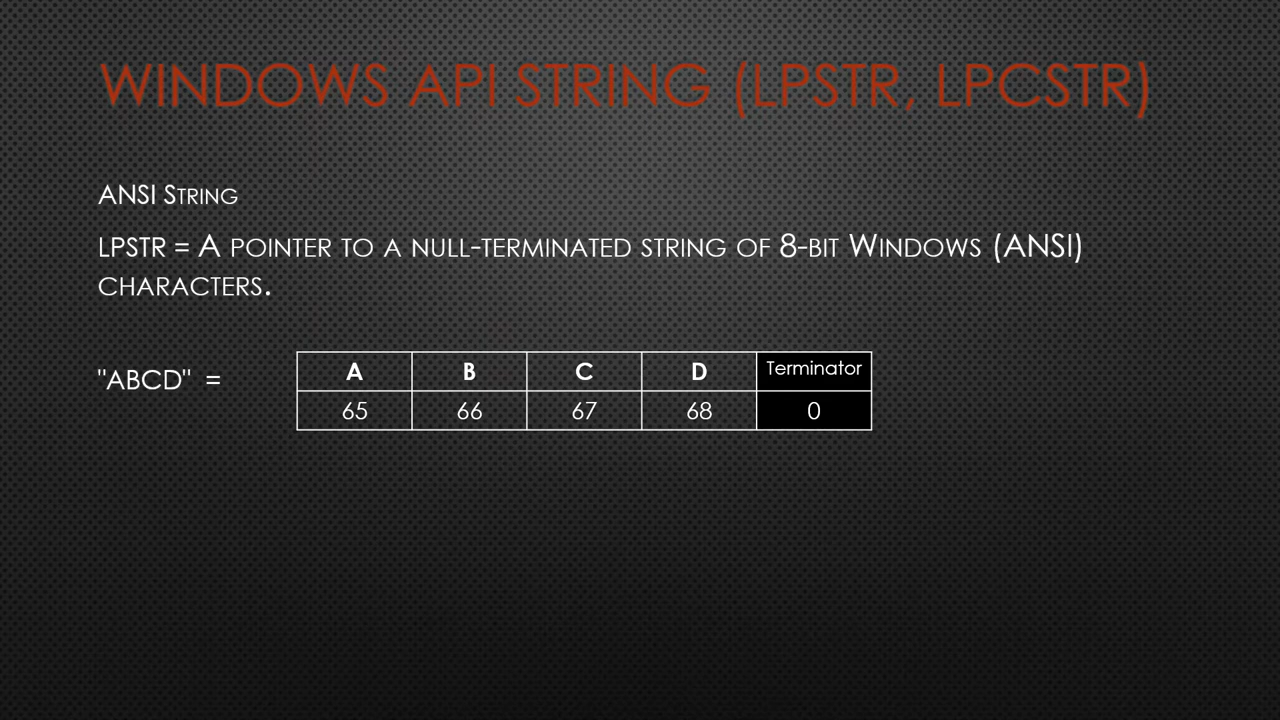 WINDOWS API STRING (LPSTR, LPCSTR)
ANSI STRING
LPSTR = A POINTER TO A NULL-TERMINATED STRING OF 8-BIT WINDOWS (ANSI)
CHARACTERS.
"ABCD" =
A B C D Terminator
65 66 67 68 0